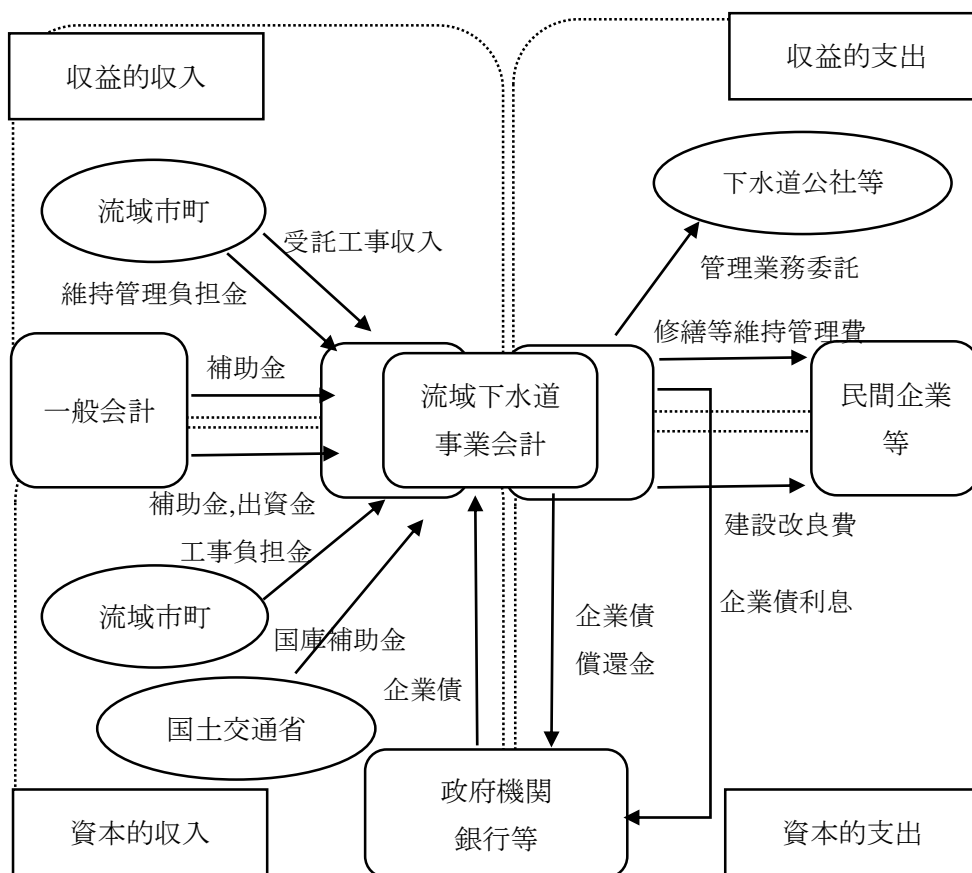 収益的収入
収益的支出
流域市町
下水道公社等
受託工事収入
管理業務委託
維持管理負担金
修繕等維持管理費
一般会計
補助金
流域下水道
事業会計
民間企業
等
補助金,出資金
工事負担金
建設改良費
流域市町
国庫補助金
企業債
償還金
企業債利息
企業債
国土交通省
政府機関
銀行等
資本的収入
資本的支出